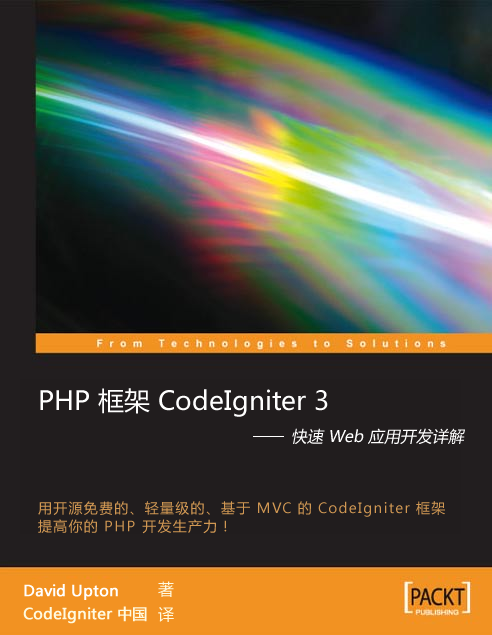 From Technologies to Solutions
PHP 框架 CodeIgniter 3
—— 快速 Web 应用开发详解
用开源免费的、轻量级的、基于 MVC 的 CodeIgniter 框架
提高你的 PHP 开发生产力！
David Upton 著
CodeIgniter 中国 译
[PACKT]
PUBLISHING